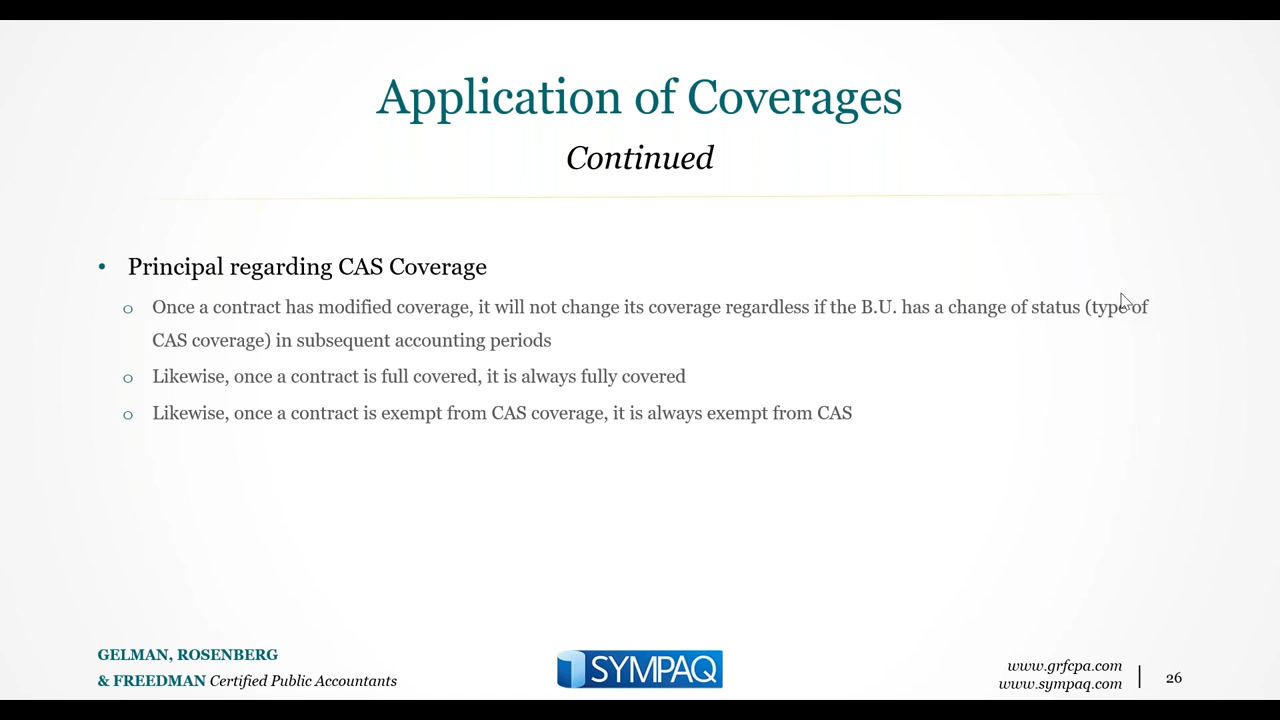 Application of Coverages
Continued
• Principal regarding CAS Coverage
o Once a contract has modified coverage, it will not change its coverage regardless if the B.U. has a change of status (type of
CAS coverage) in subsequent accounting periods
o Likewise, once a contract is full covered, it is always fully covered
o Likewise, once a contract is exempt from CAS coverage, it is always exempt from CAS
GELMAN, ROSENBERG
& FREEDMAN Certified Public Accountants
SYMPAQ
www.grfcpa.com
www.sympaq.com
26